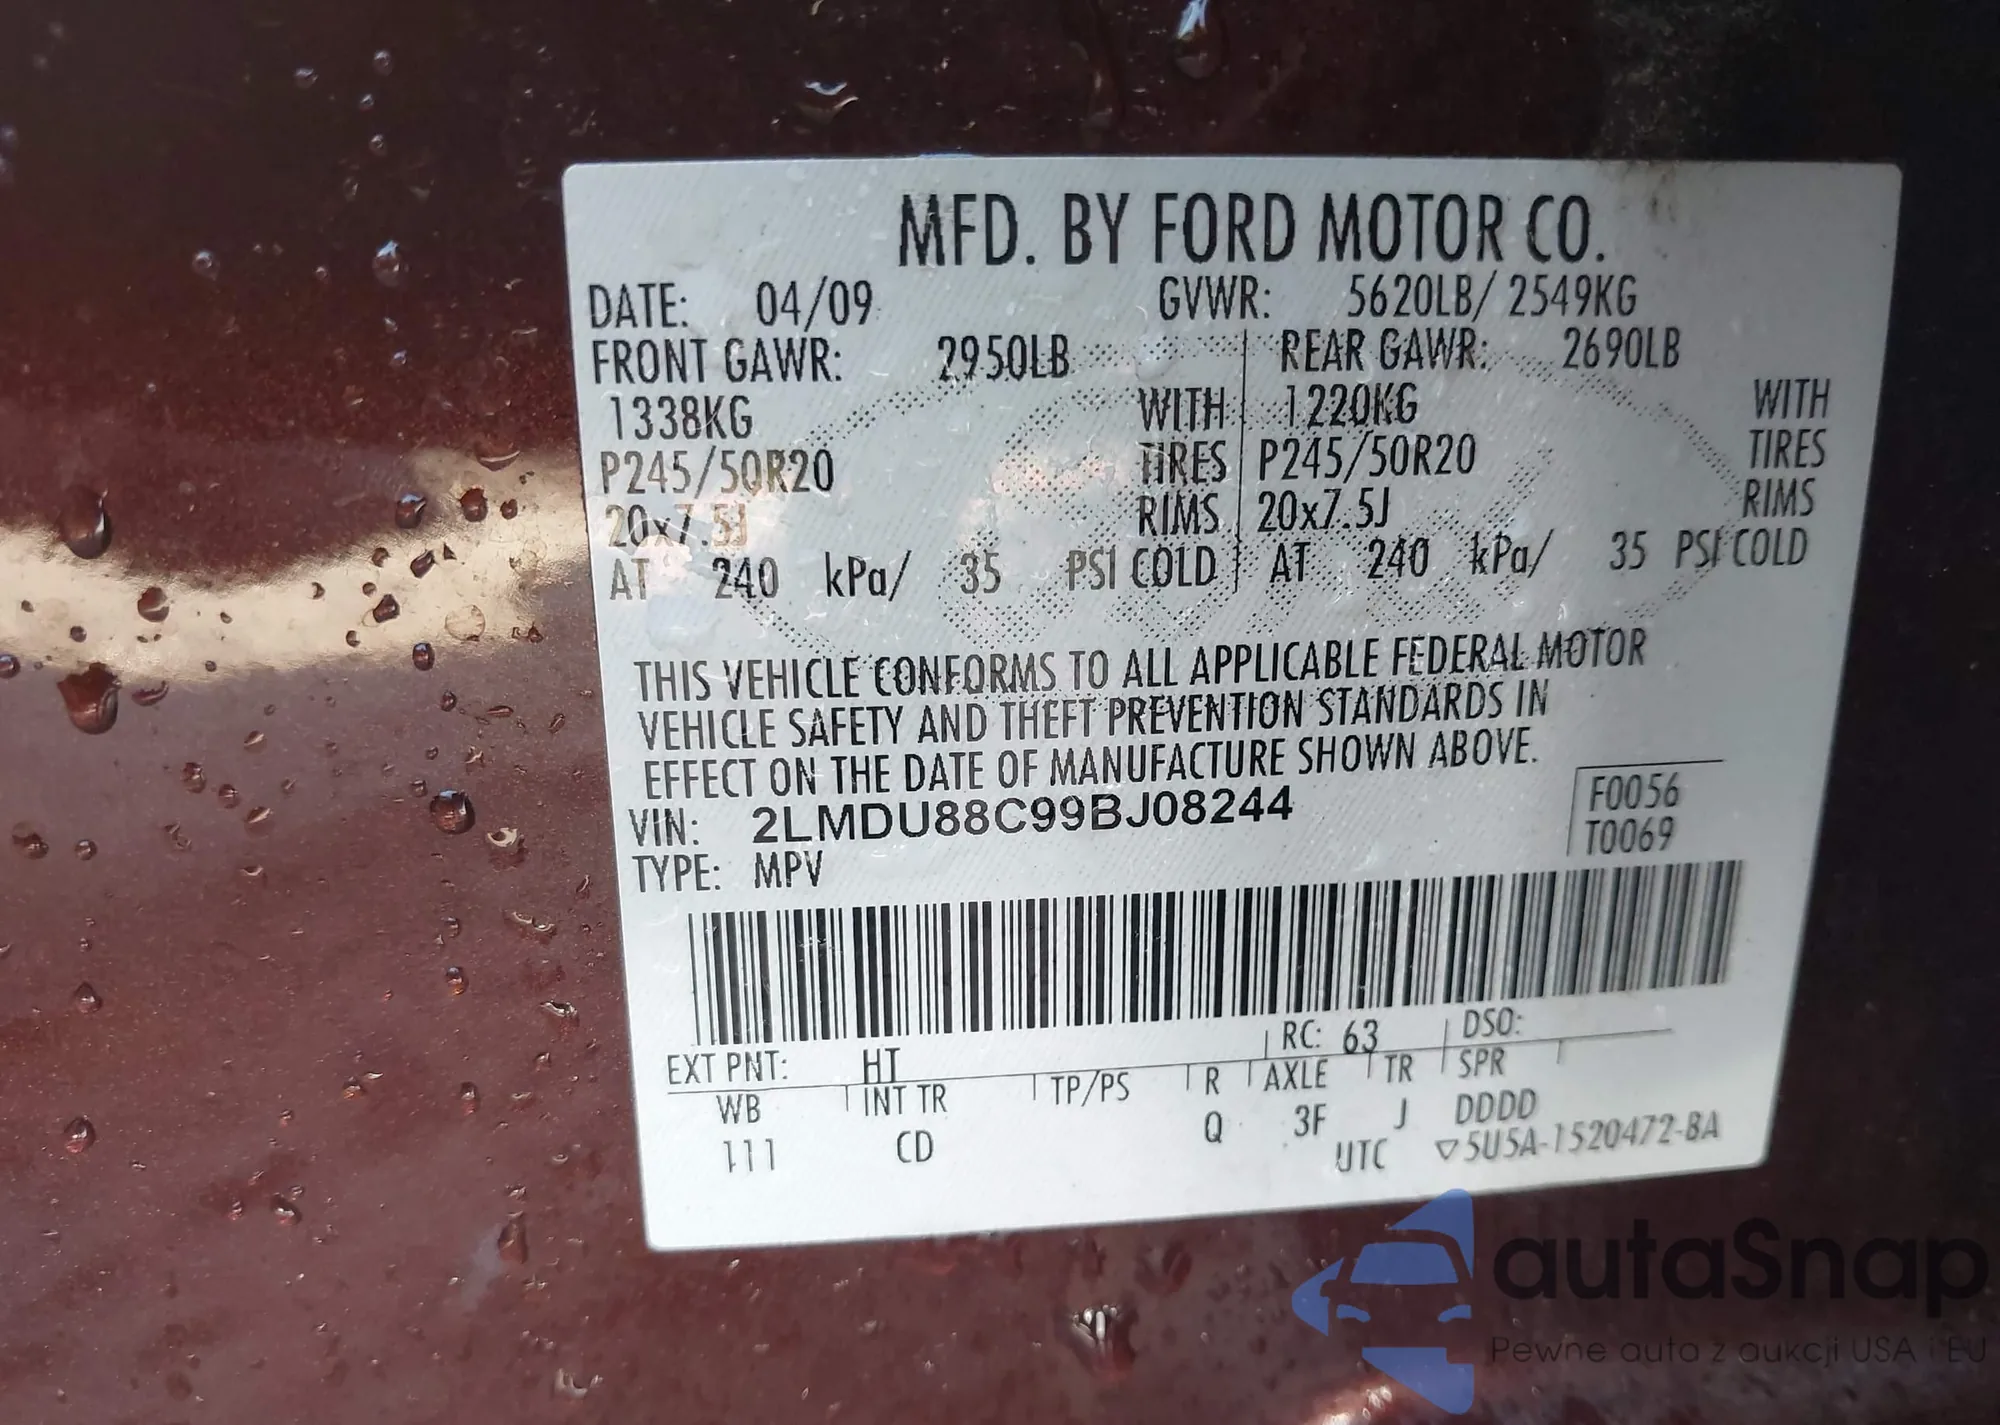 MFD. BY FORD MOTOR CO.
DATE: 04/09 GVWR: 5620LB/ 2549KG
FRONT GAWR: 2950LB REAR GAWR: 2690LB
1338KG WITH 1220KG WITH
P245/50R20 TIRES P245/50R20 TIRES
20x7.5J RIMS 20x7.5J RIMS
AT 240 kPa/ 35 PSI COLD AT 240 kPa/ 35 PSI COLD
THIS VEHICLE CONFORMS TO ALL APPLICABLE FEDERAL MOTOR
VEHICLE SAFETY AND THEFT PREVENTION STANDARDS IN
EFFECT ON THE DATE OF MANUFACTURE SHOWN ABOVE.
VIN: 2LMDU88C99BJ08244 F0056
TYPE: MPV T0069
EXT PNT: HT RC: 63 DSO:
WB INT TR TP/PS R AXLE TR SPR
111 CD Q 3F J DDDD
UTC ▽5U5A-1520472-BA
autaSnap
Pewne auta z aukcji USA i EU